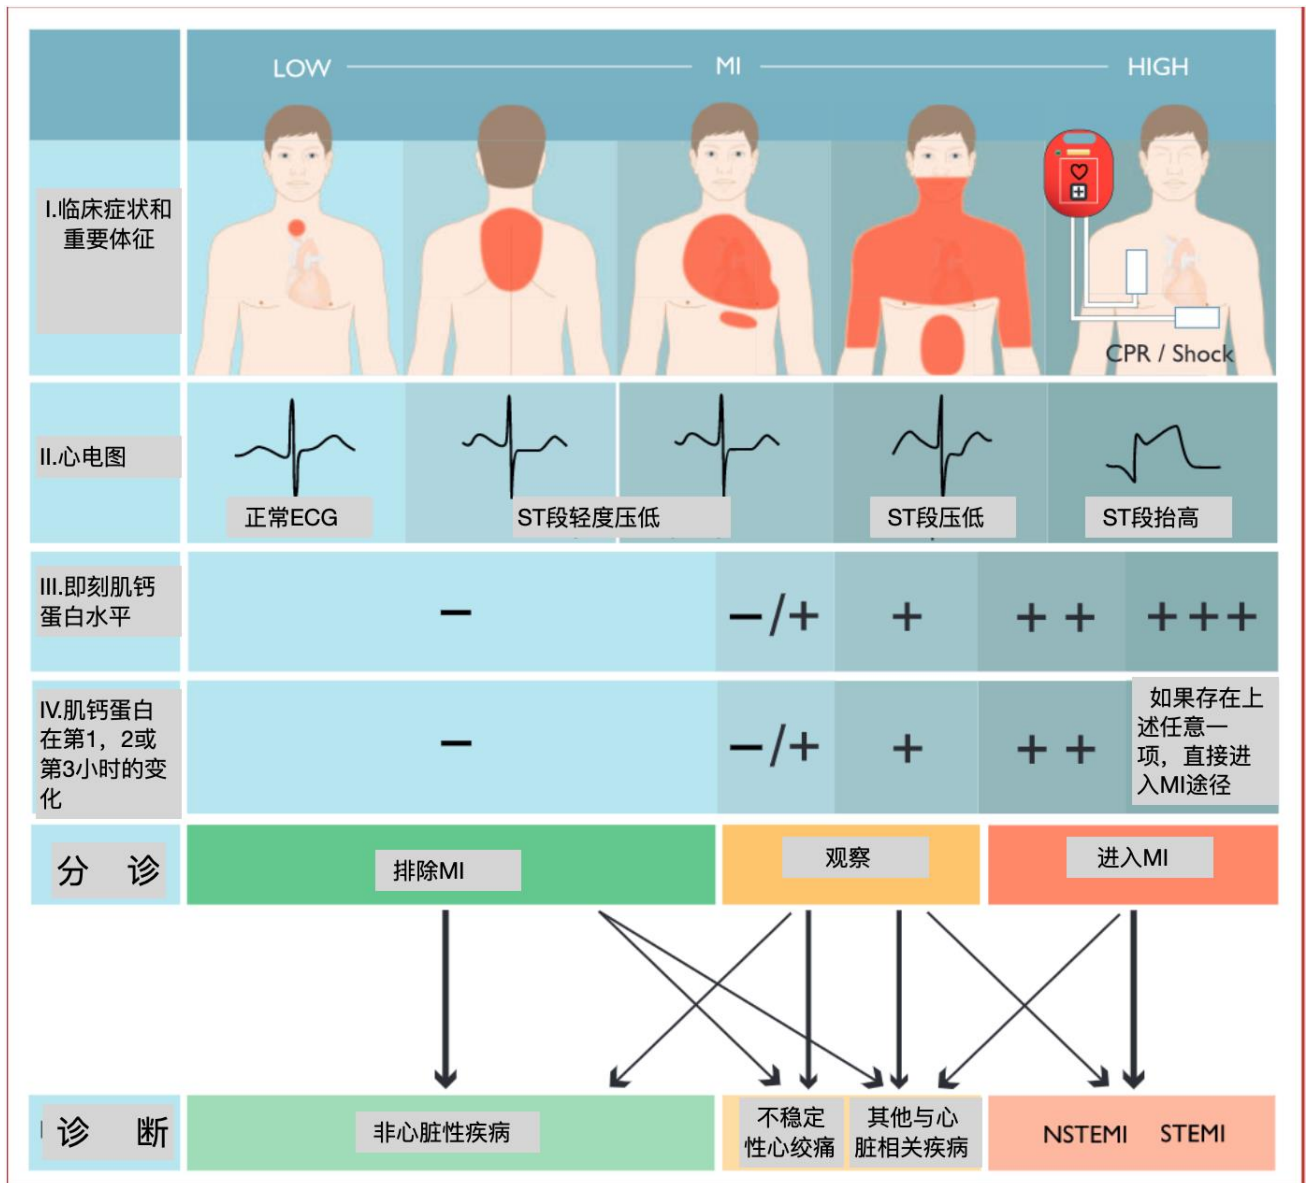 LOW
MI
HIGH
I.临床症状和
重要体征
CPR / Shock
II.心电图
正常ECG
ST段轻度压低
ST段压低
ST段抬高
III.即刻肌钙
蛋白水平
−
−/+
+
+ +
+++
IV.肌钙蛋白
在第1，2或
第3小时的变
化
−
−/+
+
+ +
如果存在上
述任意一
项，直接进
入MI途径
分 诊
排除MI
观察
进入MI
诊 断
非心脏性疾病
不稳定
性心绞痛
其他与心
脏相关疾病
NSTEMI STEMI